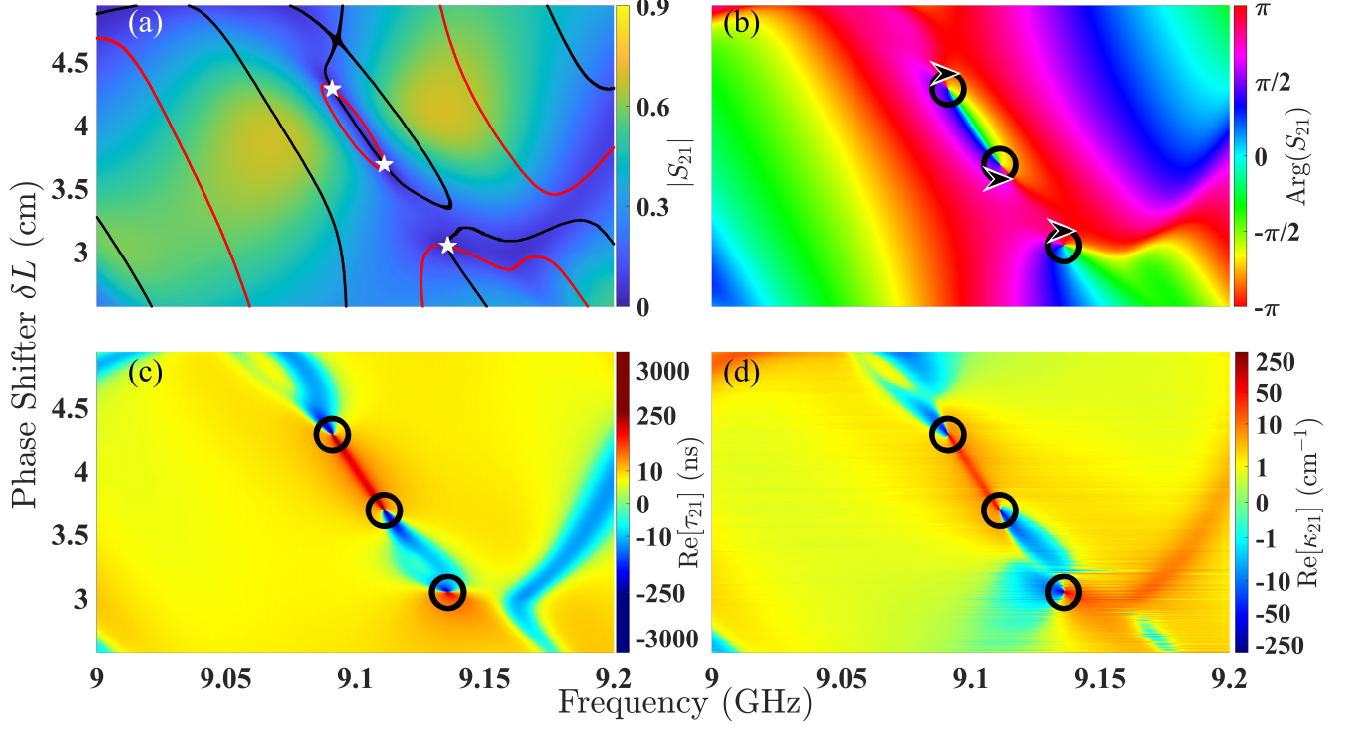 (a)
4.5
4
3.5
3
0.9
0.6
0.3
0
|S₂₁|
(b)
π
π/2
0
-π/2
-π
Arg(S₂₁)
Phase Shifter δL (cm)
(c)
4.5
4
3.5
3
9
9.05
9.1
9.15
9.2
3000
250
10
0
-10
-250
-3000
Re[τ₂₁] (ns)
(d)
9
9.05
9.1
9.15
9.2
250
50
10
1
0
-1
-10
-50
-250
Re[κ₂₁] (cm⁻¹)
Frequency (GHz)